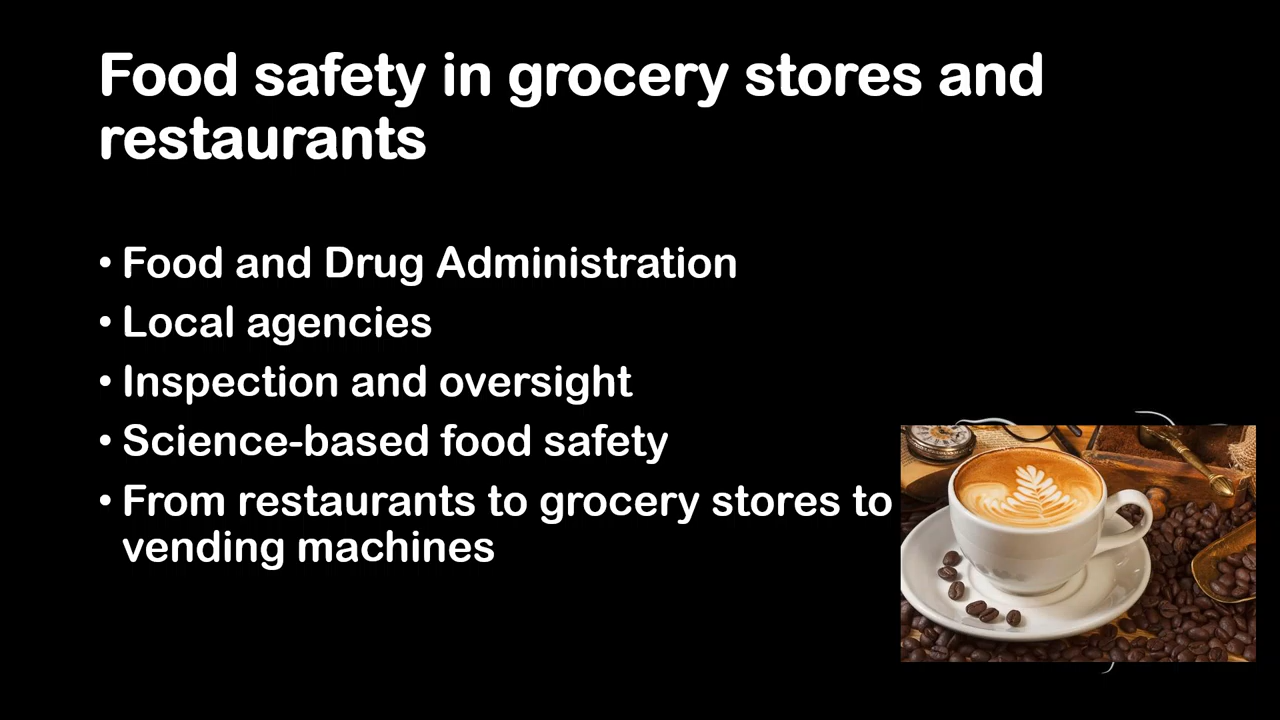 Food safety in grocery stores and
restaurants
• Food and Drug Administration
• Local agencies
• Inspection and oversight
• Science-based food safety
• From restaurants to grocery stores to
vending machines